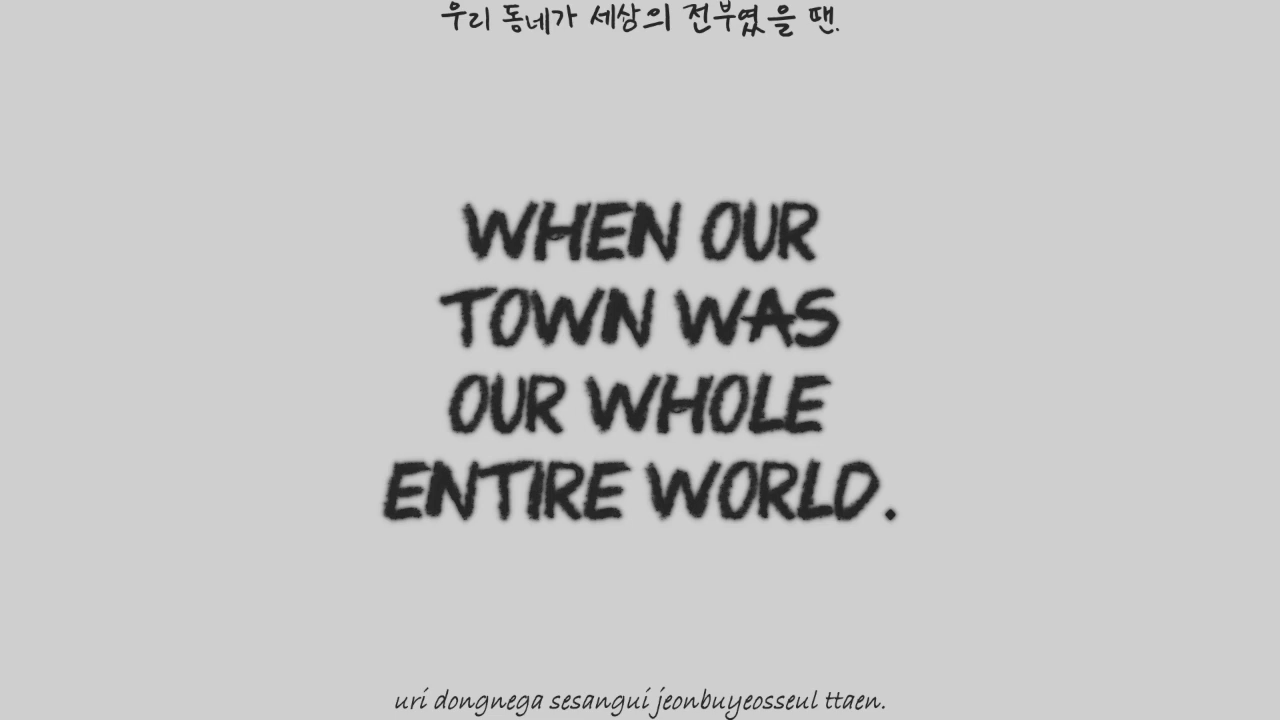 우리 동네가 세상의 전부였을 땐.
WHEN OUR
TOWN WAS
OUR WHOLE
ENTIRE WORLD.
uri dongnega sesangui jeonbuyeosseul ttaen.